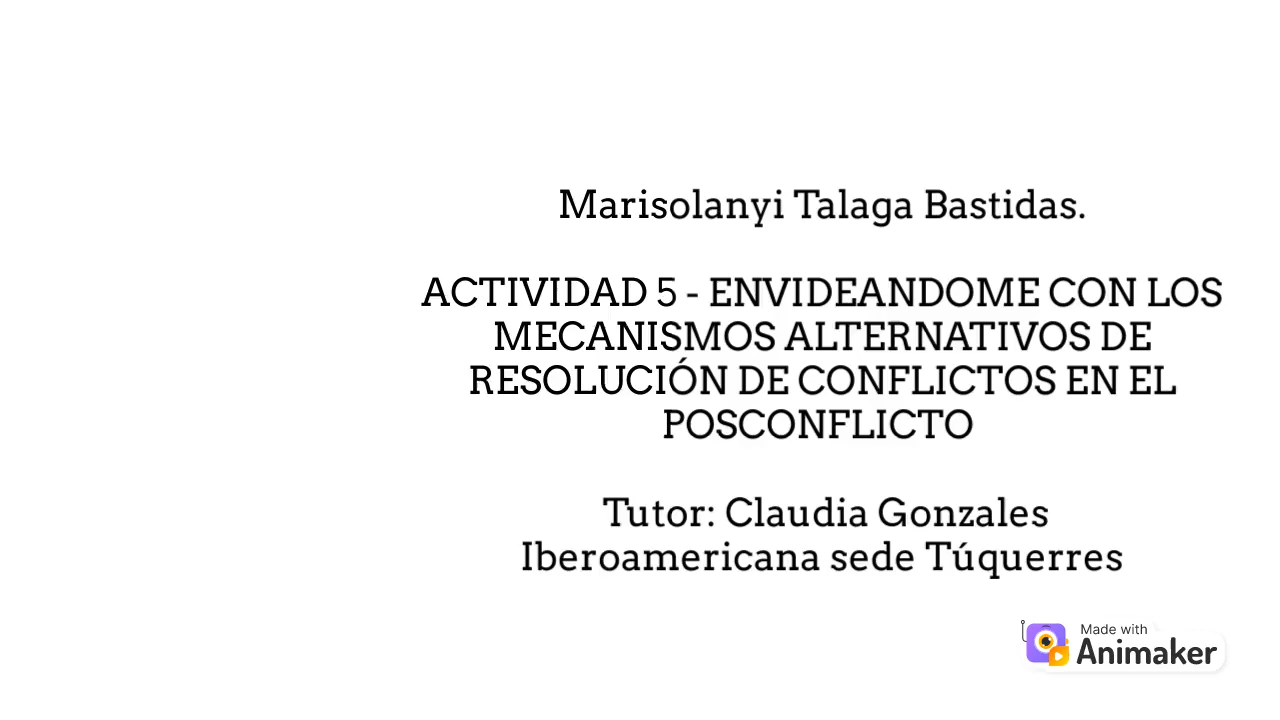 Marisolanyi Talaga Bastidas.
ACTIVIDAD 5 - ENVIDEANDOME CON LOS
MECANISMOS ALTERNATIVOS DE
RESOLUCIÓN DE CONFLICTOS EN EL
POSCONFLICTO
Tutor: Claudia Gonzales
Iberoamericana sede Túquerres
Made with
Animaker